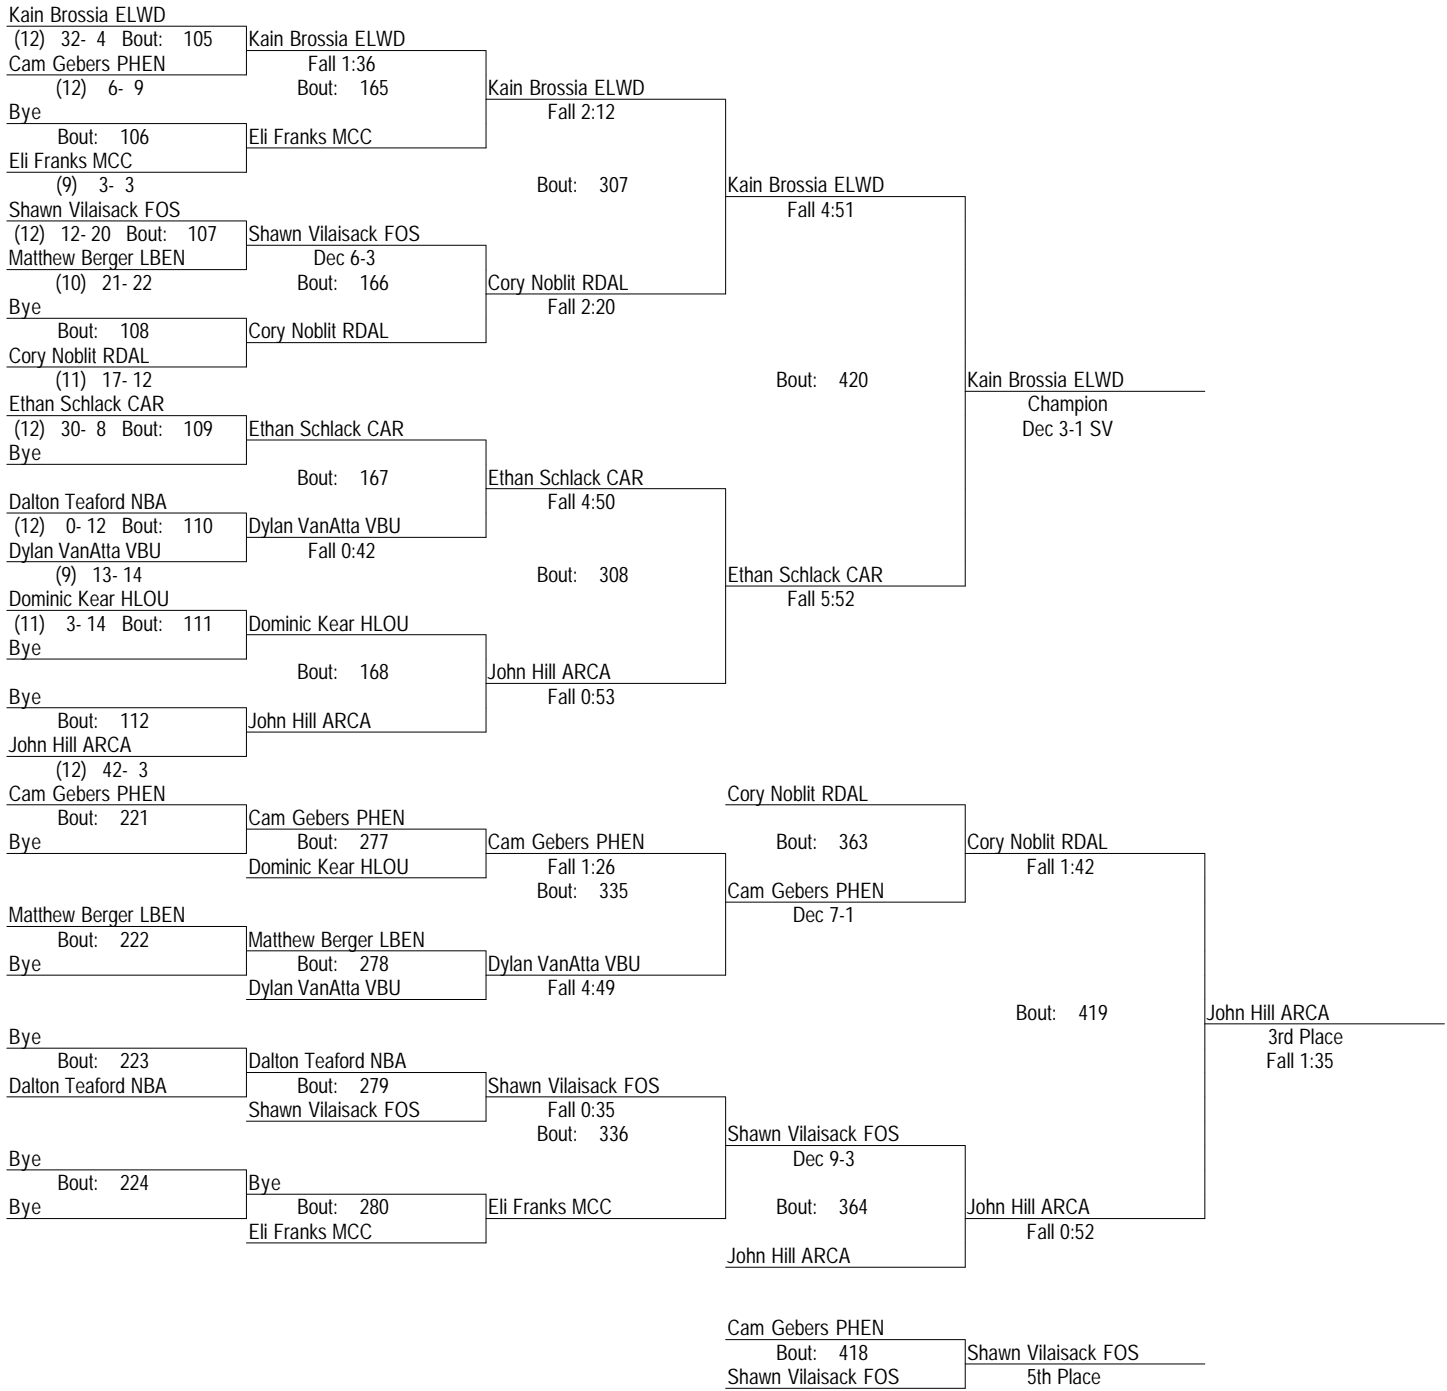 Kain Brossia ELWD
(12) 32- 4 Bout: 105 Kain Brossia ELWD
Cam Gebers PHEN Fall 1:36
(12) 6- 9 Bout: 165 Kain Brossia ELWD
Bye Fall 2:12
Bout: 106 Eli Franks MCC
Eli Franks MCC
(9) 3- 3 Bout: 307 Kain Brossia ELWD
Shawn Vilaisack FOS Fall 4:51
(12) 12- 20 Bout: 107 Shawn Vilaisack FOS
Matthew Berger LBEN Dec 6-3
(10) 21- 22 Bout: 166 Cory Noblit RDAL
Bye Fall 2:20
Bout: 108 Cory Noblit RDAL
Cory Noblit RDAL
(11) 17- 12 Bout: 420 Kain Brossia ELWD
Ethan Schlack CAR Champion
(12) 30- 8 Bout: 109 Ethan Schlack CAR Dec 3-1 SV
Bye
Bout: 167 Ethan Schlack CAR
Dalton Teaford NBA Fall 4:50
(12) 0- 12 Bout: 110 Dylan VanAtta VBU
Dylan VanAtta VBU Fall 0:42
(9) 13- 14 Bout: 308 Ethan Schlack CAR
Dominic Kear HLOU Fall 5:52
(11) 3- 14 Bout: 111 Dominic Kear HLOU
Bye
Bout: 168 John Hill ARCA
Bye Fall 0:53
Bout: 112 John Hill ARCA
John Hill ARCA
(12) 42- 3
Cam Gebers PHEN Cory Noblit RDAL
Bout: 221 Cam Gebers PHEN
Bye Bout: 277 Cam Gebers PHEN Bout: 363 Cory Noblit RDAL
Dominic Kear HLOU Fall 1:26 Fall 1:42
Bout: 335 Cam Gebers PHEN
Matthew Berger LBEN Dec 7-1
Bout: 222 Matthew Berger LBEN
Bye Bout: 278 Dylan VanAtta VBU
Dylan VanAtta VBU Fall 4:49
Bout: 419 John Hill ARCA
Bye 3rd Place
Bout: 223 Dalton Teaford NBA Fall 1:35
Dalton Teaford NBA Bout: 279 Shawn Vilaisack FOS
Shawn Vilaisack FOS Fall 0:35
Bout: 336 Shawn Vilaisack FOS
Bye Dec 9-3
Bout: 224 Bye
Bye Bout: 280 Eli Franks MCC Bout: 364 John Hill ARCA
Eli Franks MCC Fall 0:52
John Hill ARCA
Cam Gebers PHEN
Bout: 418 Shawn Vilaisack FOS
Shawn Vilaisack FOS 5th Place